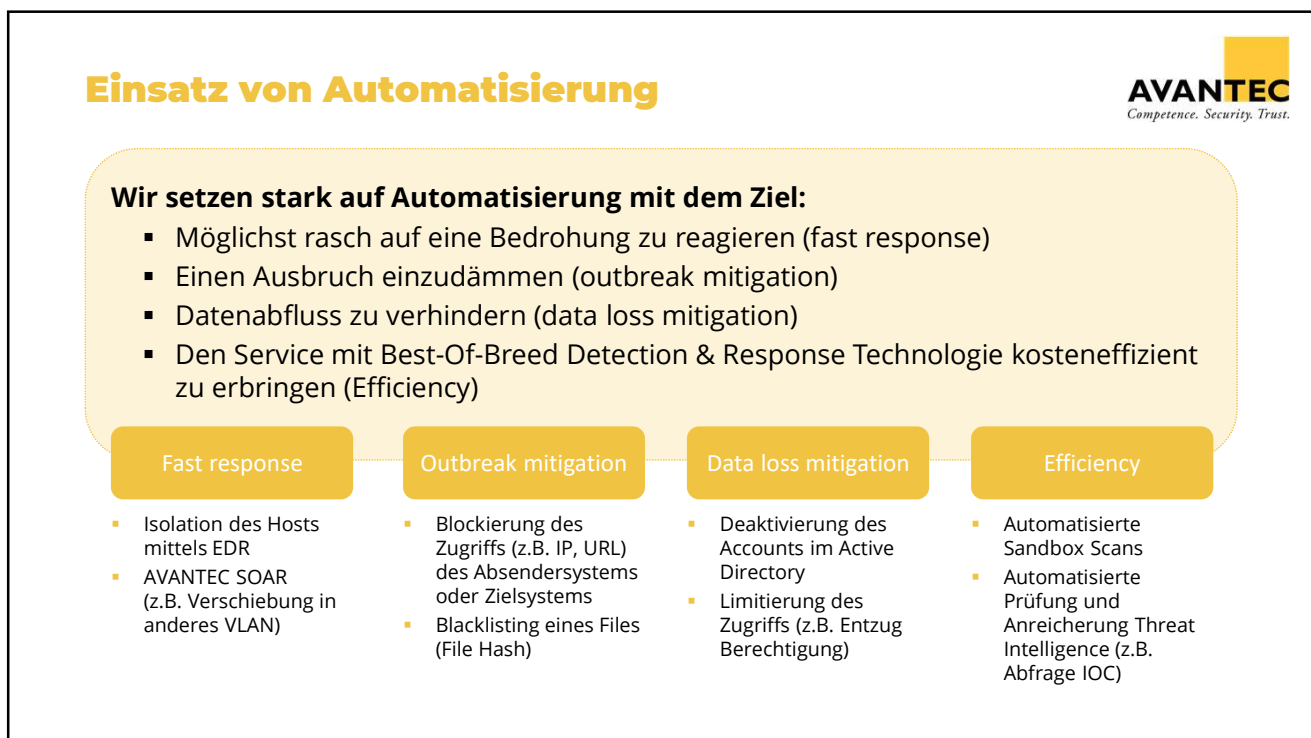 Einsatz von Automatisierung
AVANTEC
Competence. Security. Trust.
Wir setzen stark auf Automatisierung mit dem Ziel:
▪ Möglichst rasch auf eine Bedrohung zu reagieren (fast response)
▪ Einen Ausbruch einzudämmen (outbreak mitigation)
▪ Datenabfluss zu verhindern (data loss mitigation)
▪ Den Service mit Best-Of-Breed Detection & Response Technologie kosteneffizient
zu erbringen (Efficiency)
Fast response
▪ Isolation des Hosts
mittels EDR
▪ AVANTEC SOAR
(z.B. Verschiebung in
anderes VLAN)
Outbreak mitigation
▪ Blockierung des
Zugriffs (z.B. IP, URL)
des Absendersystems
oder Zielsystems
▪ Blacklisting eines Files
(File Hash)
Data loss mitigation
▪ Deaktivierung des
Accounts im Active
Directory
▪ Limitierung des
Zugriffs (z.B. Entzug
Berechtigung)
Efficiency
▪ Automatisierte
Sandbox Scans
▪ Automatisierte
Prüfung und
Anreicherung Threat
Intelligence (z.B.
Abfrage IOC)